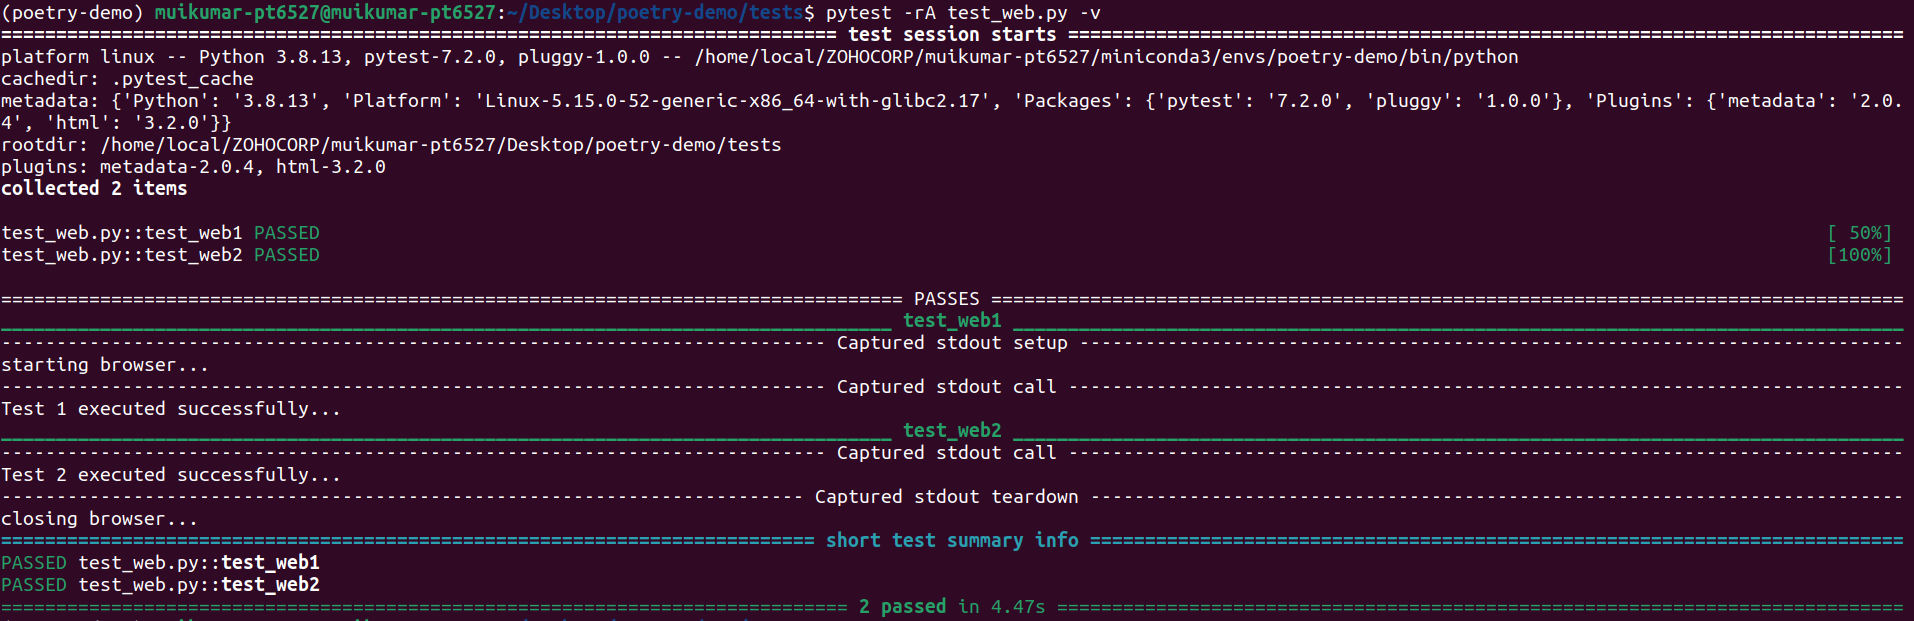 (poetry-demo) muikumar-pt6527@muikumar-pt6527:~/Desktop/poetry-demo/tests$ pytest -rA test_web.py -v
============================================================================ test session starts ============================================================================
platform linux -- Python 3.8.13, pytest-7.2.0, pluggy-1.0.0 -- /home/local/ZOHOCORP/muikumar-pt6527/miniconda3/envs/poetry-demo/bin/python
cachedir: .pytest_cache
metadata: {'Python': '3.8.13', 'Platform': 'Linux-5.15.0-52-generic-x86_64-with-glibc2.17', 'Packages': {'pytest': '7.2.0', 'pluggy': '1.0.0'}, 'Plugins': {'metadata': '2.0.
4', 'html': '3.2.0'}}
rootdir: /home/local/ZOHOCORP/muikumar-pt6527/Desktop/poetry-demo/tests
plugins: metadata-2.0.4, html-3.2.0
collected 2 items
test_web.py::test_web1 PASSED [ 50%]
test_web.py::test_web2 PASSED [100%]
================================================================================== PASSES ===================================================================================
_________________________________________________________________________________ test_web1 _________________________________________________________________________________
--------------------------------------------------------------------------- Captured stdout setup ---------------------------------------------------------------------------
starting browser...
--------------------------------------------------------------------------- Captured stdout call ----------------------------------------------------------------------------
Test 1 executed successfully...
_________________________________________________________________________________ test_web2 _________________________________________________________________________________
--------------------------------------------------------------------------- Captured stdout call ----------------------------------------------------------------------------
Test 2 executed successfully...
------------------------------------------------------------------------- Captured stdout teardown --------------------------------------------------------------------------
closing browser...
========================================================================== short test summary info ==========================================================================
PASSED test_web.py::test_web1
PASSED test_web.py::test_web2
============================================================================= 2 passed in 4.47s =============================================================================